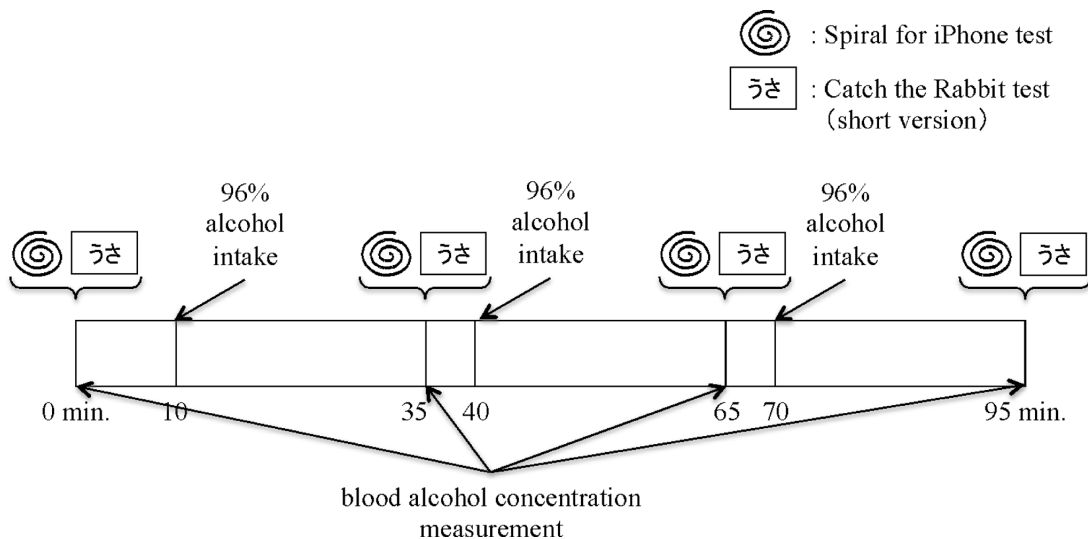 : Spiral for iPhone test
うさ : Catch the Rabbit test
（short version）
96%
alcohol
intake
96%
alcohol
intake
96%
alcohol
intake
うさ
うさ
うさ
うさ
0 min.
10
35
40
65
70
95 min.
blood alcohol concentration
measurement